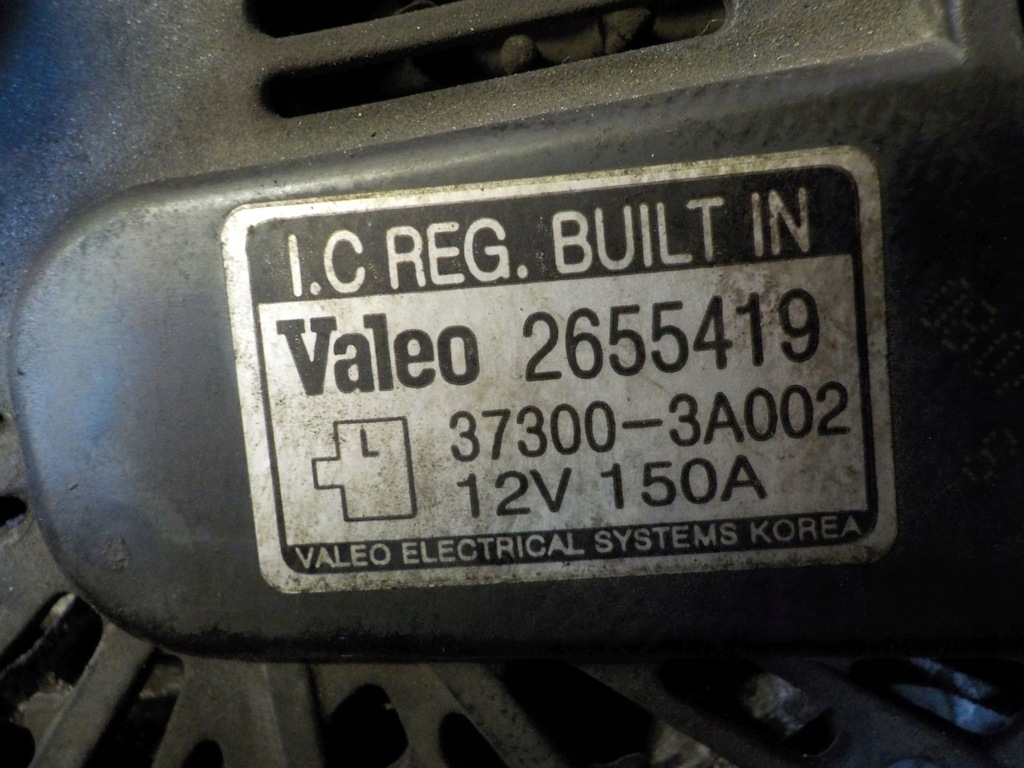 I.C REG. BUILT IN
Valeo 2655419
L 37300-3A002
12V 150A
VALEO ELECTRICAL SYSTEMS KOREA